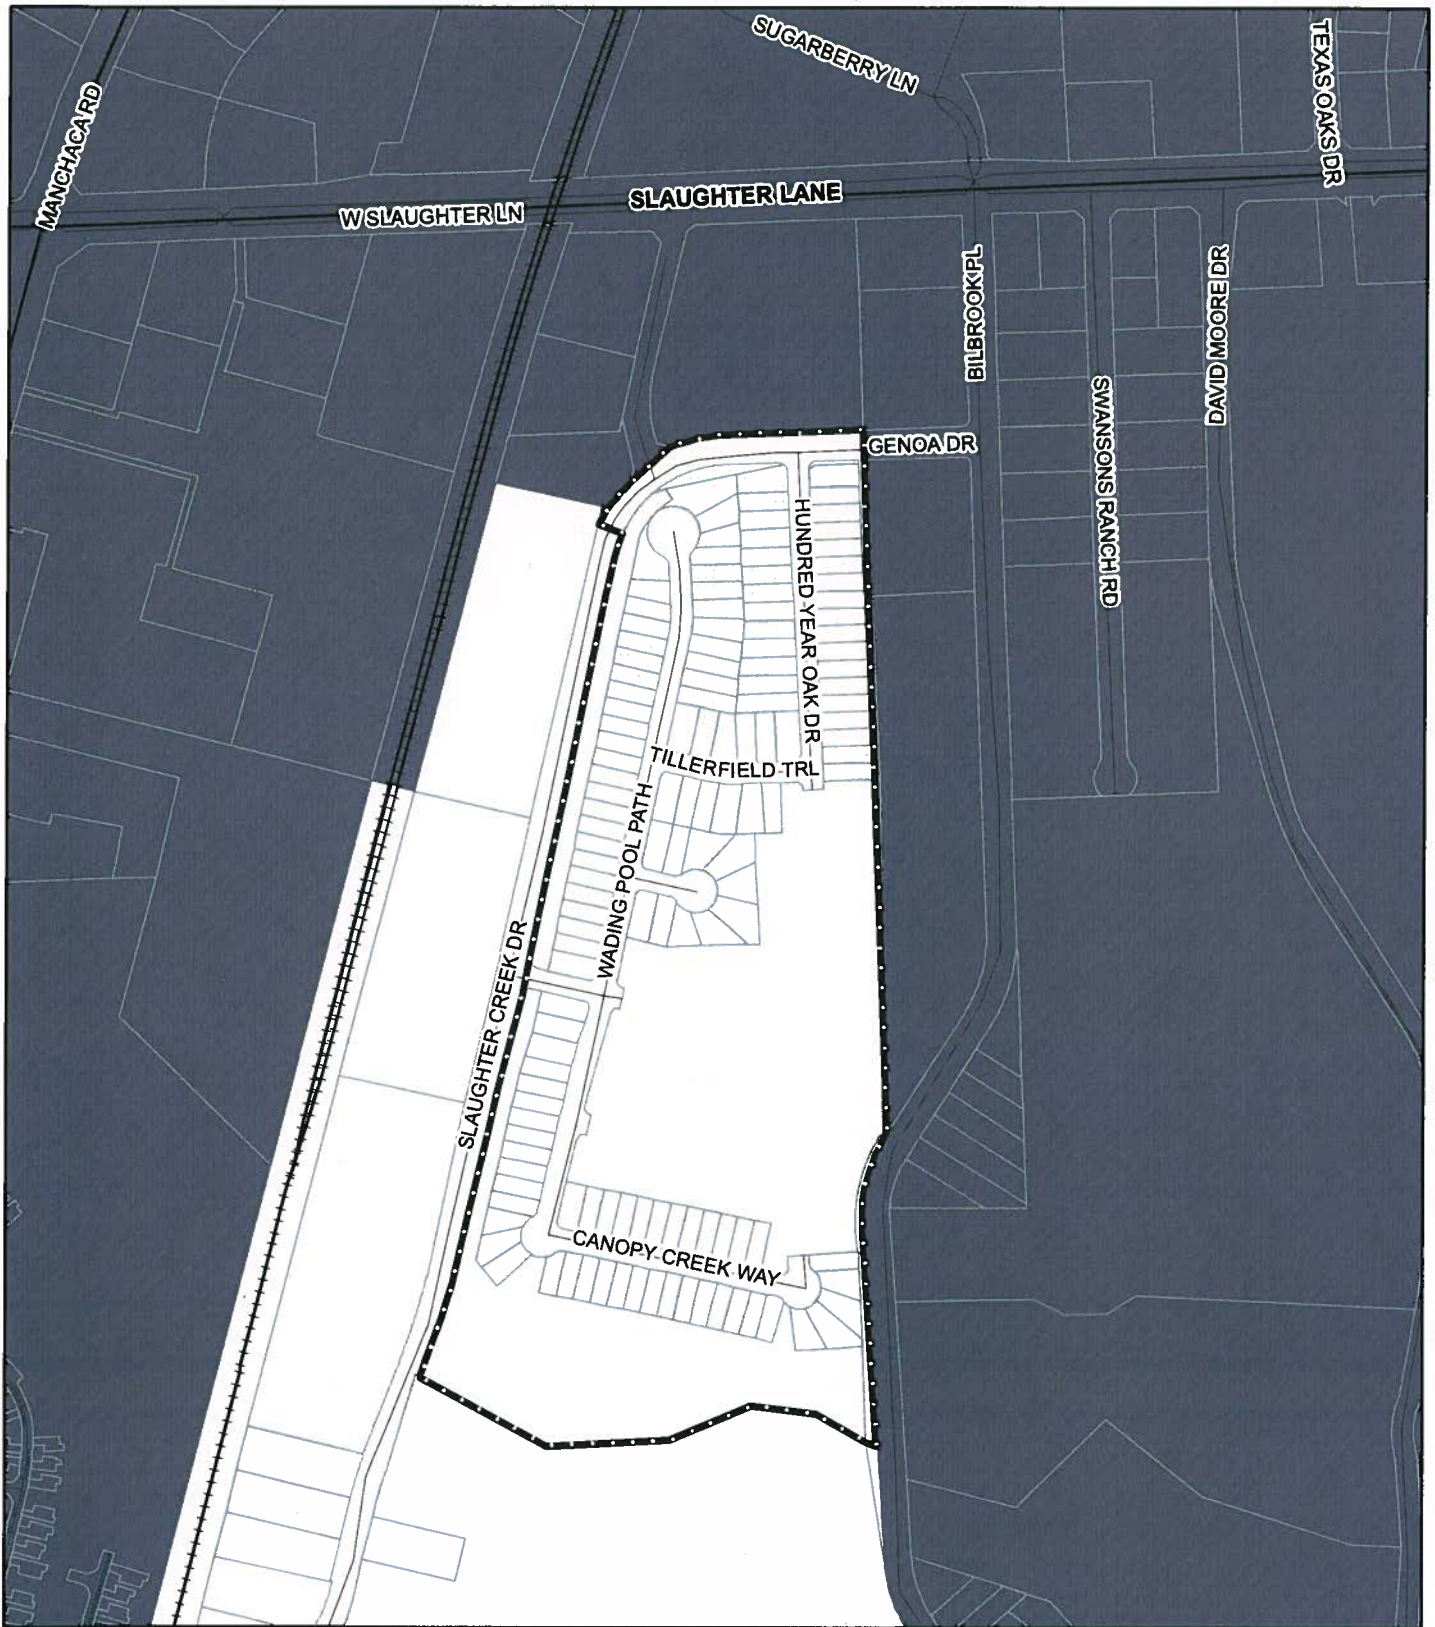 SUGARBERRY LN
TEXAS OAKS DR
MANCHACA RD
SLAUGHTER LANE
W SLAUGHTER LN
BILBROOK PL
DAVID MOORE DR
SWANSONS RANCH RD
GENOA DR
HUNDRED YEAR OAK DR
TILLERFIELD TRL
WADING POOL PATH
SLAUGHTER CREEK DR
CANOPY CREEK WAY